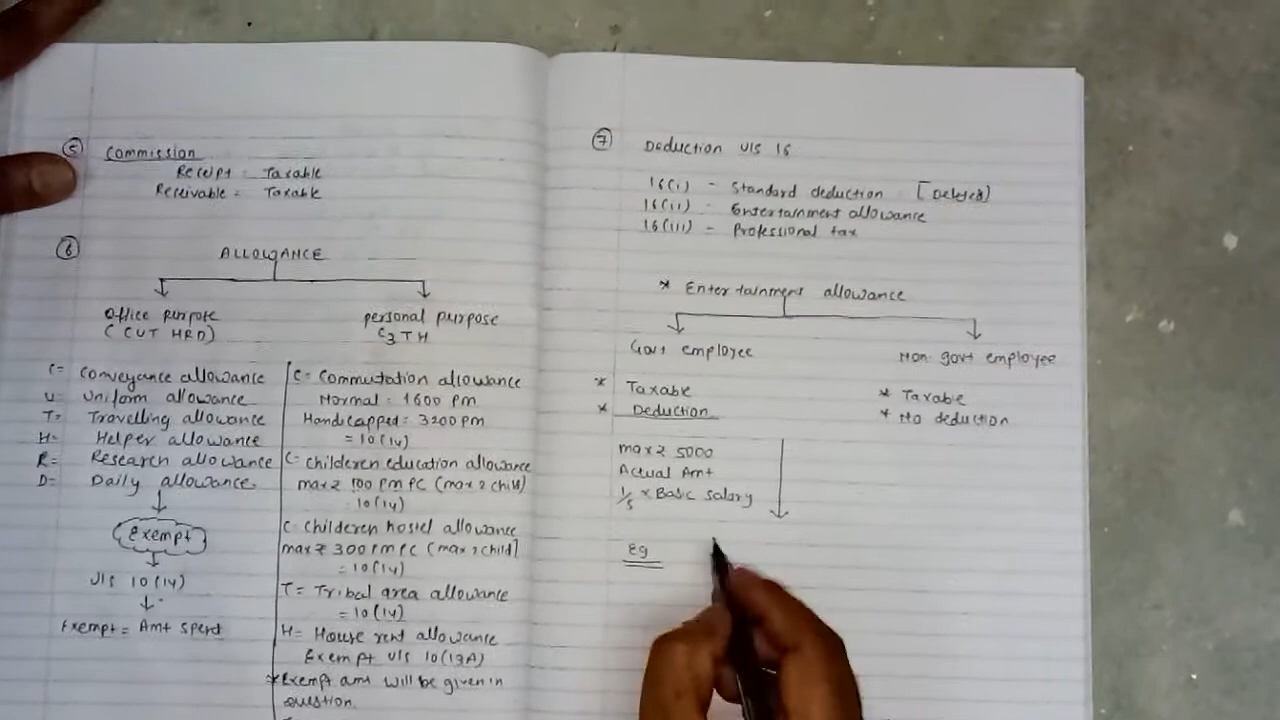 ⑤ Commission
Receipt = Taxable
Receivable = Taxable
⑥ ALLOWANCE
Office purpose
(CUT HRD)
personal purpose
C3 TH
C= Conveyance allowance
U= Uniform allowance
T= Travelling allowance
H= Helper allowance
R= Research allowance
D= Daily allowance.
Exempt
U/s 10(14)
Exempt = Amt spent
C= Commutation allowance
Normal = 1600 pm
Handicapped = 3200 pm
= 10(14)
C= Childeren education allowance
max ₹ 100 pm PC (max 2 child)
10(14)
C= Childeren hostel allowance
max ₹ 300 pm PC (max 2 child)
= 10(14)
T= Tribal area allowance
= 10(14)
H= House rent allowance
Exempt U/s 10(13A)
*Exempt amt will be given in
question.
⑦ Deduction U/s 16
16(i) - Standard deduction [Deleted]
16(ii) - Entertainment allowance
16(iii) - Professional tax
* Entertainment allowance
Govt employee
* Taxable
* Deduction
max ₹ 5000
Actual Amt
1/5 × Basic salary
Non govt employee
* Taxable
* No deduction
Eg